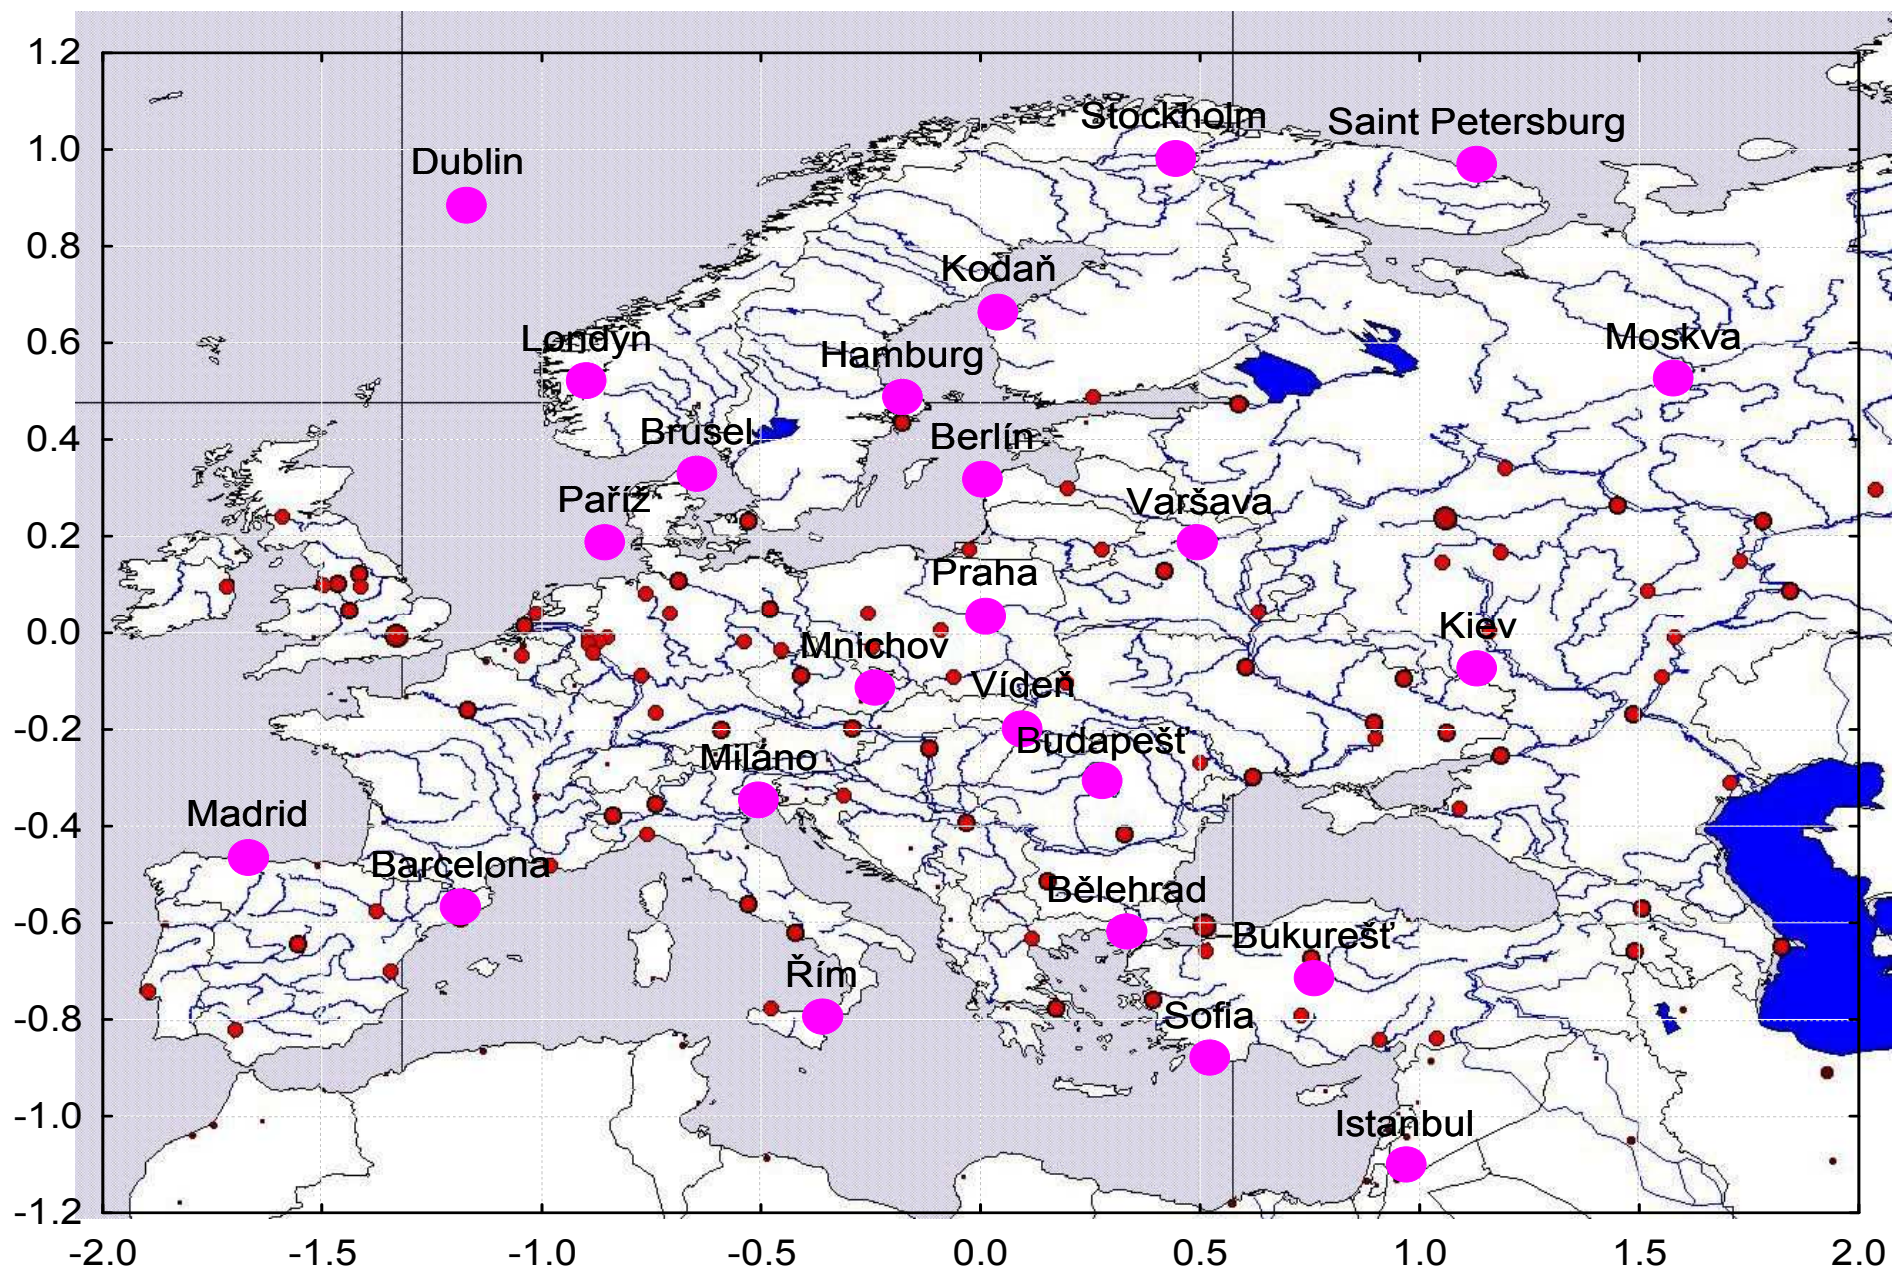 1.2
Stockholm
Saint Petersburg
1.0
Dublin
0.8
Kodaň
0.6
Londýn
Hamburg
Moskva
0.4
Brusel
Berlín
Paříž
Varšava
0.2
Praha
0.0
Mnichov
Kiev
Vídeň
-0.2
Budapešť
Miláno
Madrid
-0.4
Barcelona
Bělehrad
-0.6
Bukurešť
Řím
-0.8
Sofia
-1.0
Istanbul
-1.2
-2.0 -1.5 -1.0 -0.5 0.0 0.5 1.0 1.5 2.0